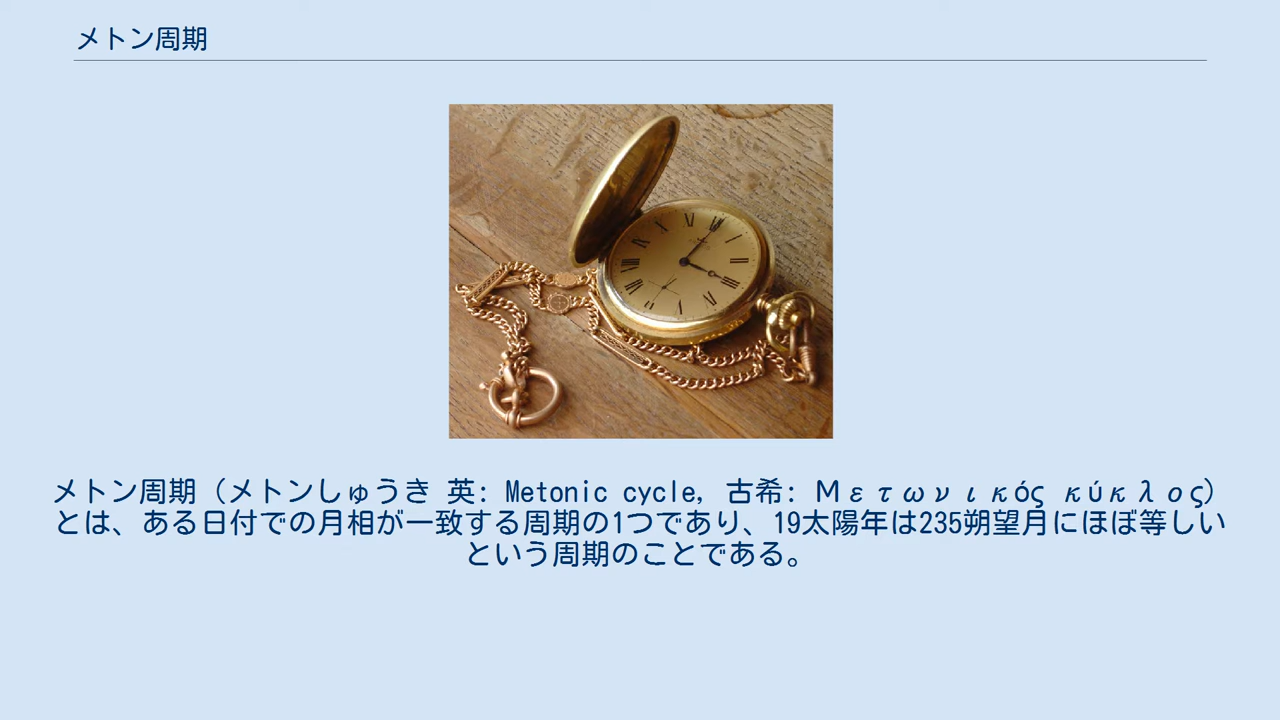 メトン周期
メトン周期（メトンしゅうき 英: Metonic cycle, 古希: Μετωνικός κύκλος）
とは、ある日付での月相が一致する周期の1つであり、19太陽年は235朔望月にほぼ等しい
という周期のことである。